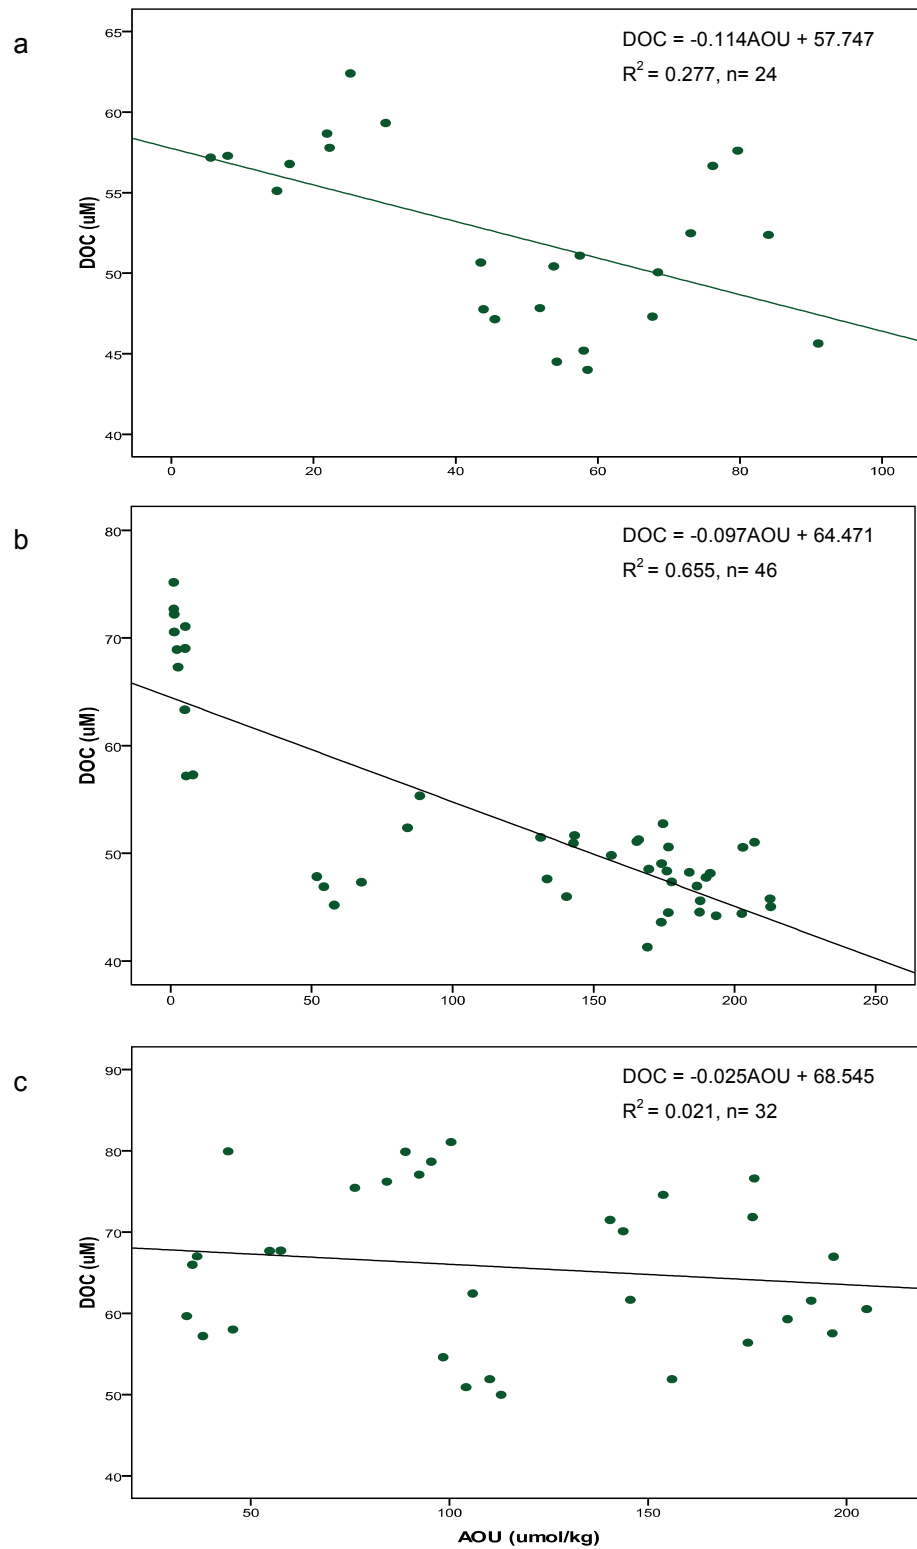 a
DOC = -0.114AOU + 57.747
R² = 0.277, n= 24
65
60
55
50
45
40
DOC (uM)
0 20 40 60 80 100
b
DOC = -0.097AOU + 64.471
R² = 0.655, n= 46
80
70
60
50
40
DOC (uM)
0 50 100 150 200 250
c
DOC = -0.025AOU + 68.545
R² = 0.021, n= 32
90
80
70
60
50
40
DOC (uM)
50 100 150 200
AOU (umol/kg)